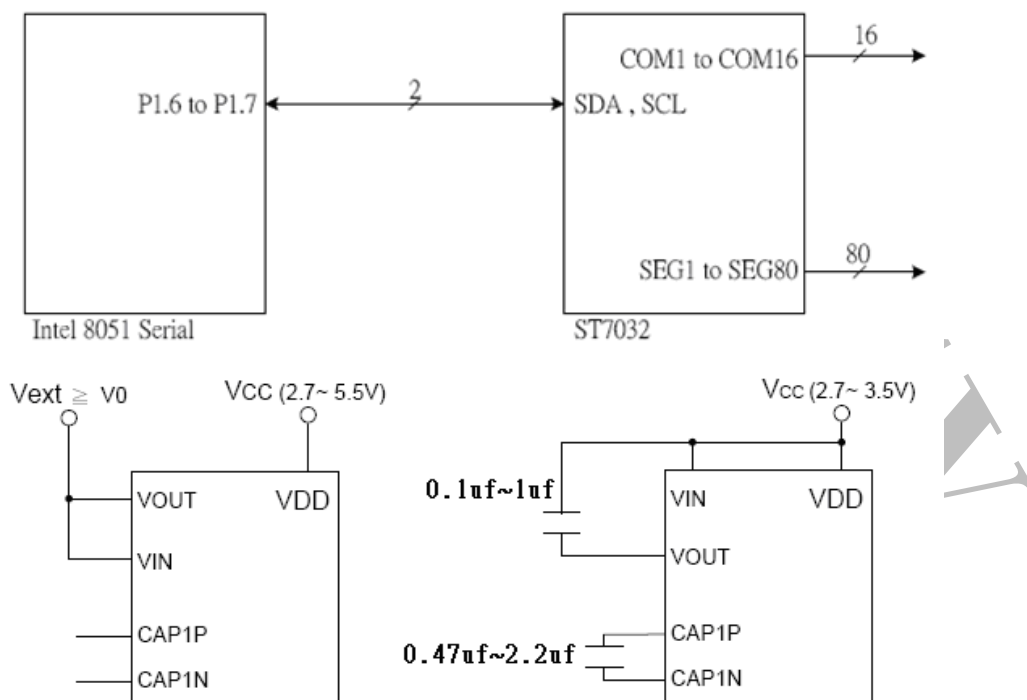 COM1 to COM16
16
P1.6 to P1.7
2
SDA , SCL
SEG1 to SEG80
80
Intel 8051 Serial
ST7032
Vext ≧ V0
VCC (2.7~ 5.5V)
VOUT
VDD
VIN
CAP1P
CAP1N
Vcc (2.7~ 3.5V)
0.1uf~1uf
VIN
VDD
VOUT
0.47uf~2.2uf
CAP1P
CAP1N